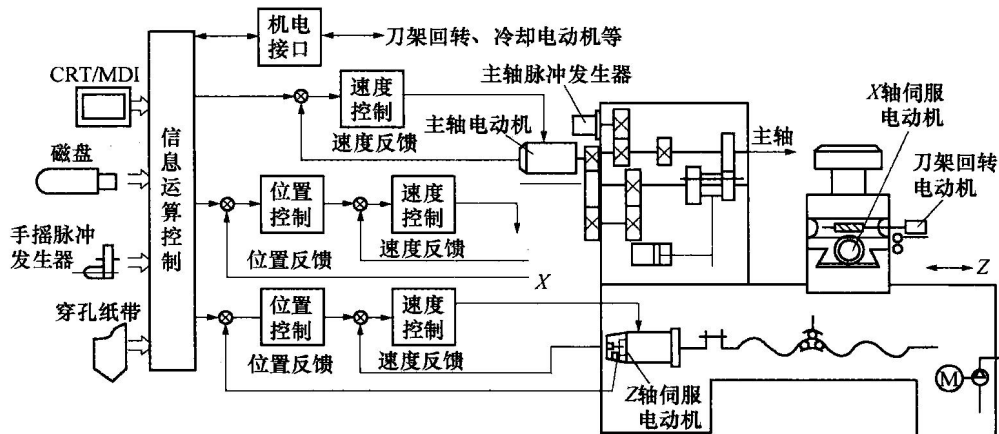 机电
接口
刀架回转、冷却电动机等
CRT/MDI
磁盘
手摇脉冲
发生器
穿孔纸带
信息运算控制
速度
控制
速度反馈
主轴脉冲发生器
主轴电动机
主轴
X轴伺服
电动机
刀架回转
电动机
Z
位置
控制
速度
控制
位置反馈
速度反馈
X
位置
控制
速度
控制
位置反馈
速度反馈
Z轴伺服
电动机
M